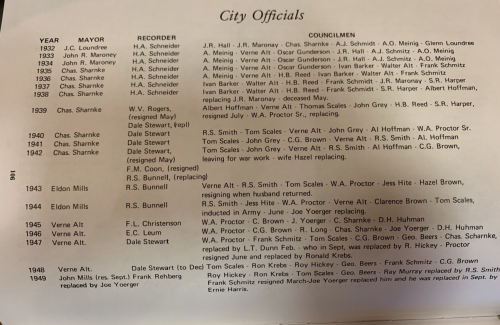 City Officials
YEAR MAYOR RECORDER COUNCILMEN
1932 J.C. Loundree H.A. Schneider J.R. Hall - J.R. Maroney - Chas. Sharnke - A.J. Schmidt - A.O. Meinig - Glenn Loundree
1933 John R. Maroney H.A. Schneider A. Meinig - Verne Alt - Oscar Gunderson - J.R. Hall - A.J. Schmitz - A.O. Meinig
1934 John R. Maroney H.A. Schneider A. Meinig - Verne Alt - Oscar Gunderson - J.R. Hall - A.J. Schmitz - A.O. Meinig
1935 Chas. Sharnke H.A. Schneider A. Meinig - Verne Alt - Oscar Gunderson - Ivan Barker - Walter Alt - Frank Schmitz
1936 Chas. Sharnke H.A. Schneider A. Meinig - Verne Alt - H.B. Reed - Ivan Barker - Walter Alt - Frank Schmitz
1937 Chas. Sharnke H.A. Schneider Ivan Barker - Walter Alt - H.B. Reed - Frank Schmitz - J.R. Maroney - S.R. Harper
1938 Chas. Sharnke H.A. Schneider Ivan Barker - Walter Alt - H.B. Reed - Frank Schmitz - S.R. Harper - Albert Hoffman,
replacing J.R. Maroney - deceased May.
1939 Chas. Sharnke W.V. Rogers, Albert Hoffman - Verne Alt - Thomas Scales - John Grey - H.B. Reed - S.R. Harper,
(resigned May) resigned July - W.A. Proctor Sr., replacing.
Dale Stewart, (repl)
1940 Chas. Sharnke Dale Stewart R.S. Smith - Tom Scales - Verne Alt - John Grey - Al Hoffman - W.A. Proctor Sr.
1941 Chas. Sharnke Dale Stewart Tom Scales - John Grey - C.G. Brown - Verne Alt - R.S. Smith - Al. Hoffman
1942 Chas. Sharnke Dale Stewart, Tom Scales - John Grey - Verne Alt - R.S. Smith - Al Hoffman - C.G. Brown,
(resigned May) leaving for war work - wife Hazel replacing.
F.M. Coon, (resigned)
R.S. Bunnell, (replacing)
1943 Eldon Mills R.S. Bunnell Verne Alt - R.S. Smith - Tom Scales - W.A. Proctor - Jess Hite - Hazel Brown,
resigning when husband returned.
1944 Eldon Mills R.S. Bunnell R.S. Smith - Jess Hite - W.A. Proctor - Verne Alt - Clarence Brown - Tom Scales,
inducted in Army - June - Joe Yoerger replacing.
1945 Verne Alt F.L. Christenson W.A. Proctor - C. Brown - J. Yoerger - C. Sharnke - D.H. Huhman
1946 Verne Alt. E.C. Leum W.A. Proctor - C.G. Brown - R. Long - Chas. Sharnke - Joe Yoerger - D.H. Huhman
1947 Verne Alt. Dale Stewart W.A. Proctor - Frank Schmitz - Tom Scales - C.G. Brown - Geo. Beers - Chas. Scharnke,
replaced by L.T. Dunn Feb. - who in Sept, was replaced by R. Hickey - Proctor
resigned June and replaced by Ronald Krebs.
1948 Verne Alt. Dale Stewart (to Dec) Tom Scales - Ron Krebs - Roy Hickey - Geo. Beers - Frank Schmitz - C.G. Brown
1949 John Mills (res. Sept.) Frank Rehberg Roy Hickey - Ron Krebs - Tom Scales - Geo. Beers - Ray Murray replaced by R.S. Smith
replaced by Joe Yoerger Frank Schmitz resigned March-Joe Yoerger replaced him and he was replaced in Sept. by
Ernie Harris.